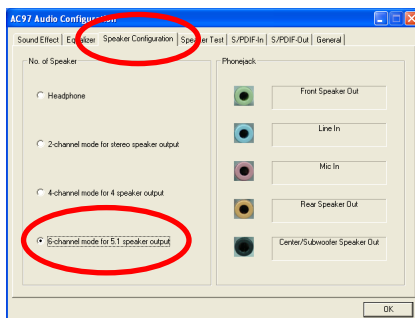 AC97 Audio Configuration
Sound Effect Equalizer Speaker Configuration Speaker Test S/PDIF-In S/PDIF-Out General
No. of Speaker
Headphone
2-channel mode for stereo speaker output
4-channel mode for 4 speaker output
6-channel mode for 5.1 speaker output
Phonejack
Front Speaker Out
Line In
Mic In
Rear Speaker Out
Center/Subwoofer Speaker Out
OK